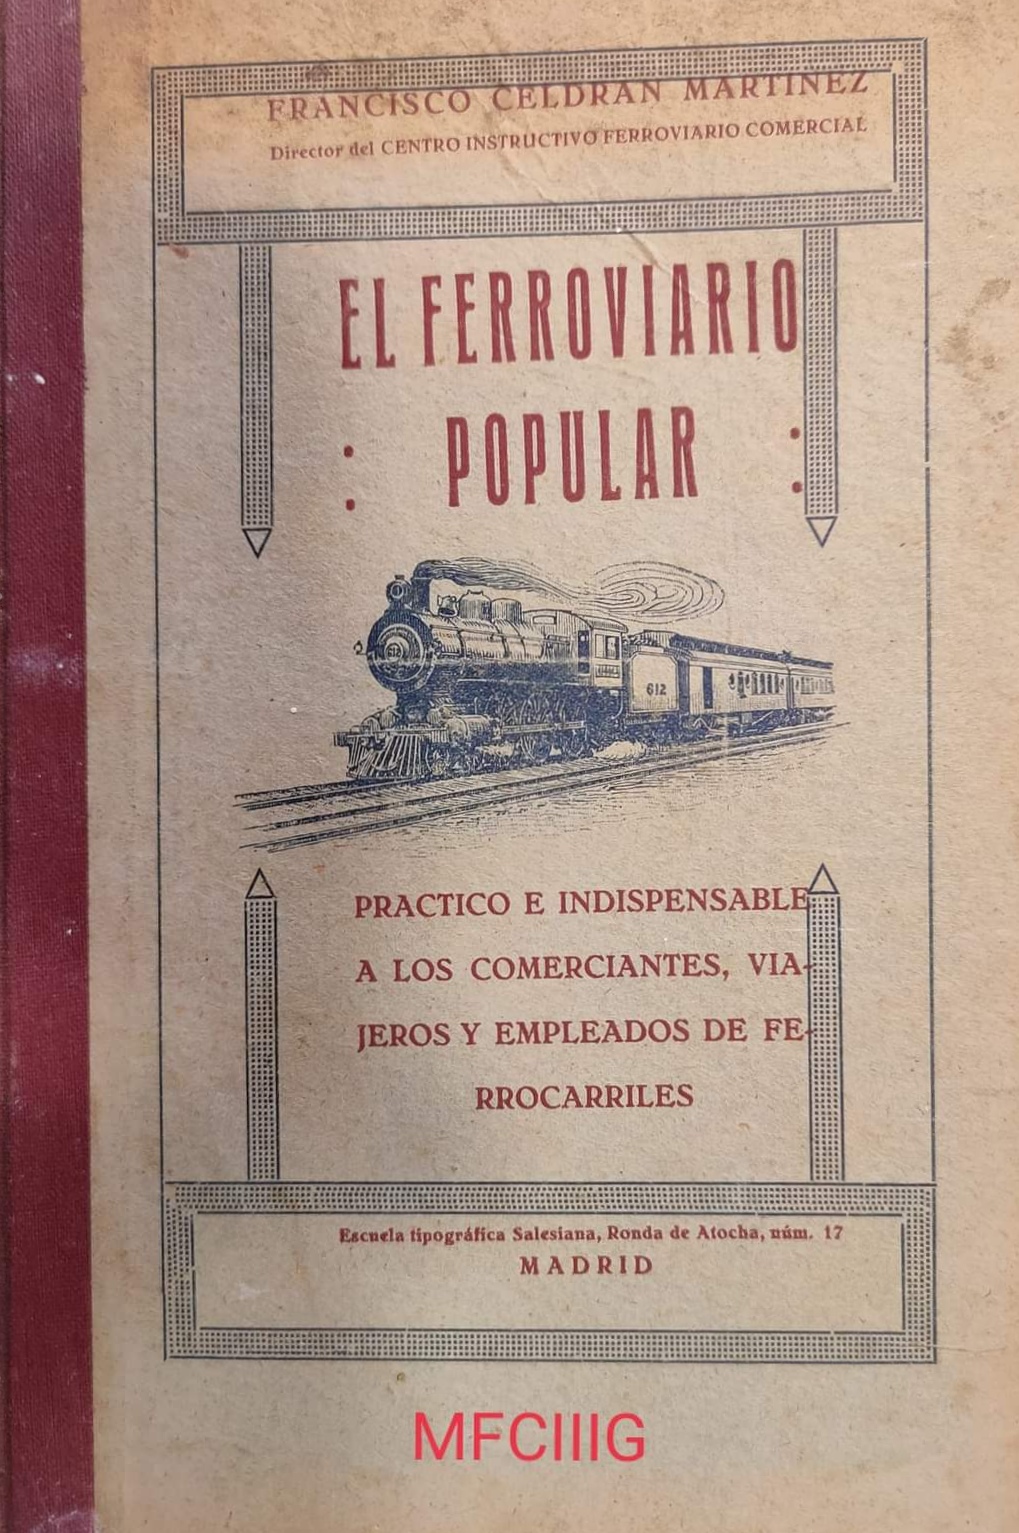 FRANCISCO CELDRAN MARTINEZ
Director del CENTRO INSTRUCTIVO FERROVIARIO COMERCIAL
EL FERROVIARIO
: POPULAR :
612
612
PRACTICO E INDISPENSABLE
A LOS COMERCIANTES, VIA-
JEROS Y EMPLEADOS DE FE-
RROCARRILES
Escuela tipográfica Salesiana, Ronda de Atocha, núm. 17
MADRID
MFCIIIG